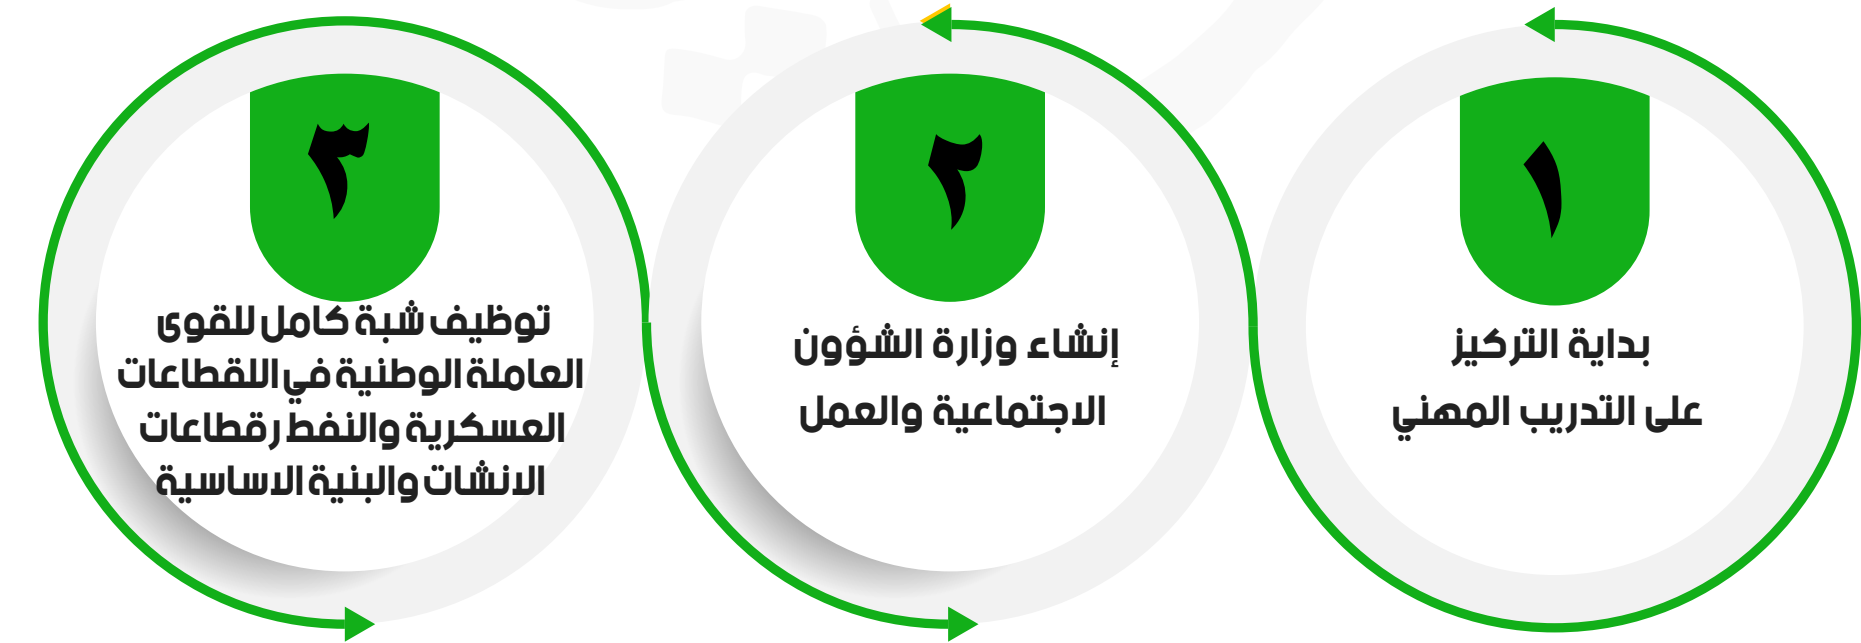 ١
بداية التركيز
على التدريب المهني
٢
إنشاء وزارة الشؤون
الاجتماعية والعمل
٣
توظيف شبة كامل للقوى
العاملة الوطنية في اللقطاعات
العسكرية والنفط رقطاعات
الانشات والبنية الاساسية